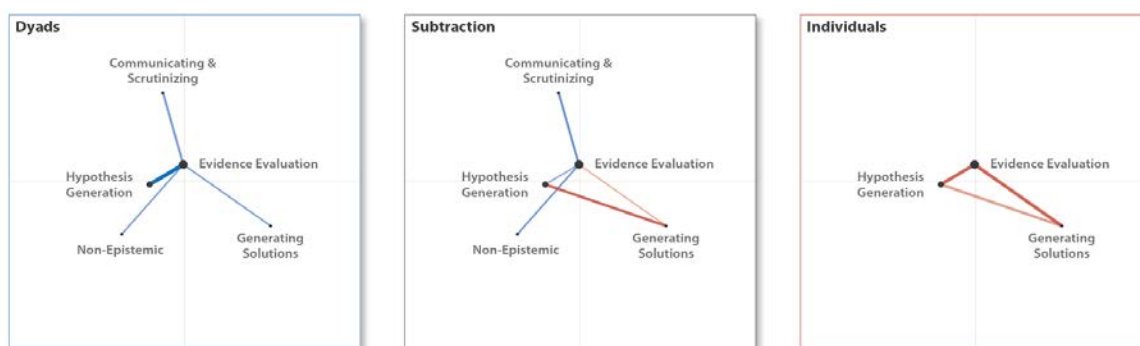 Dyads
Communicating &
Scrutinizing
Evidence Evaluation
Hypothesis
Generation
Non-Epistemic
Generating
Solutions
Subtraction
Communicating &
Scrutinizing
Evidence Evaluation
Hypothesis
Generation
Non-Epistemic
Generating
Solutions
Individuals
Evidence Evaluation
Hypothesis
Generation
Generating
Solutions